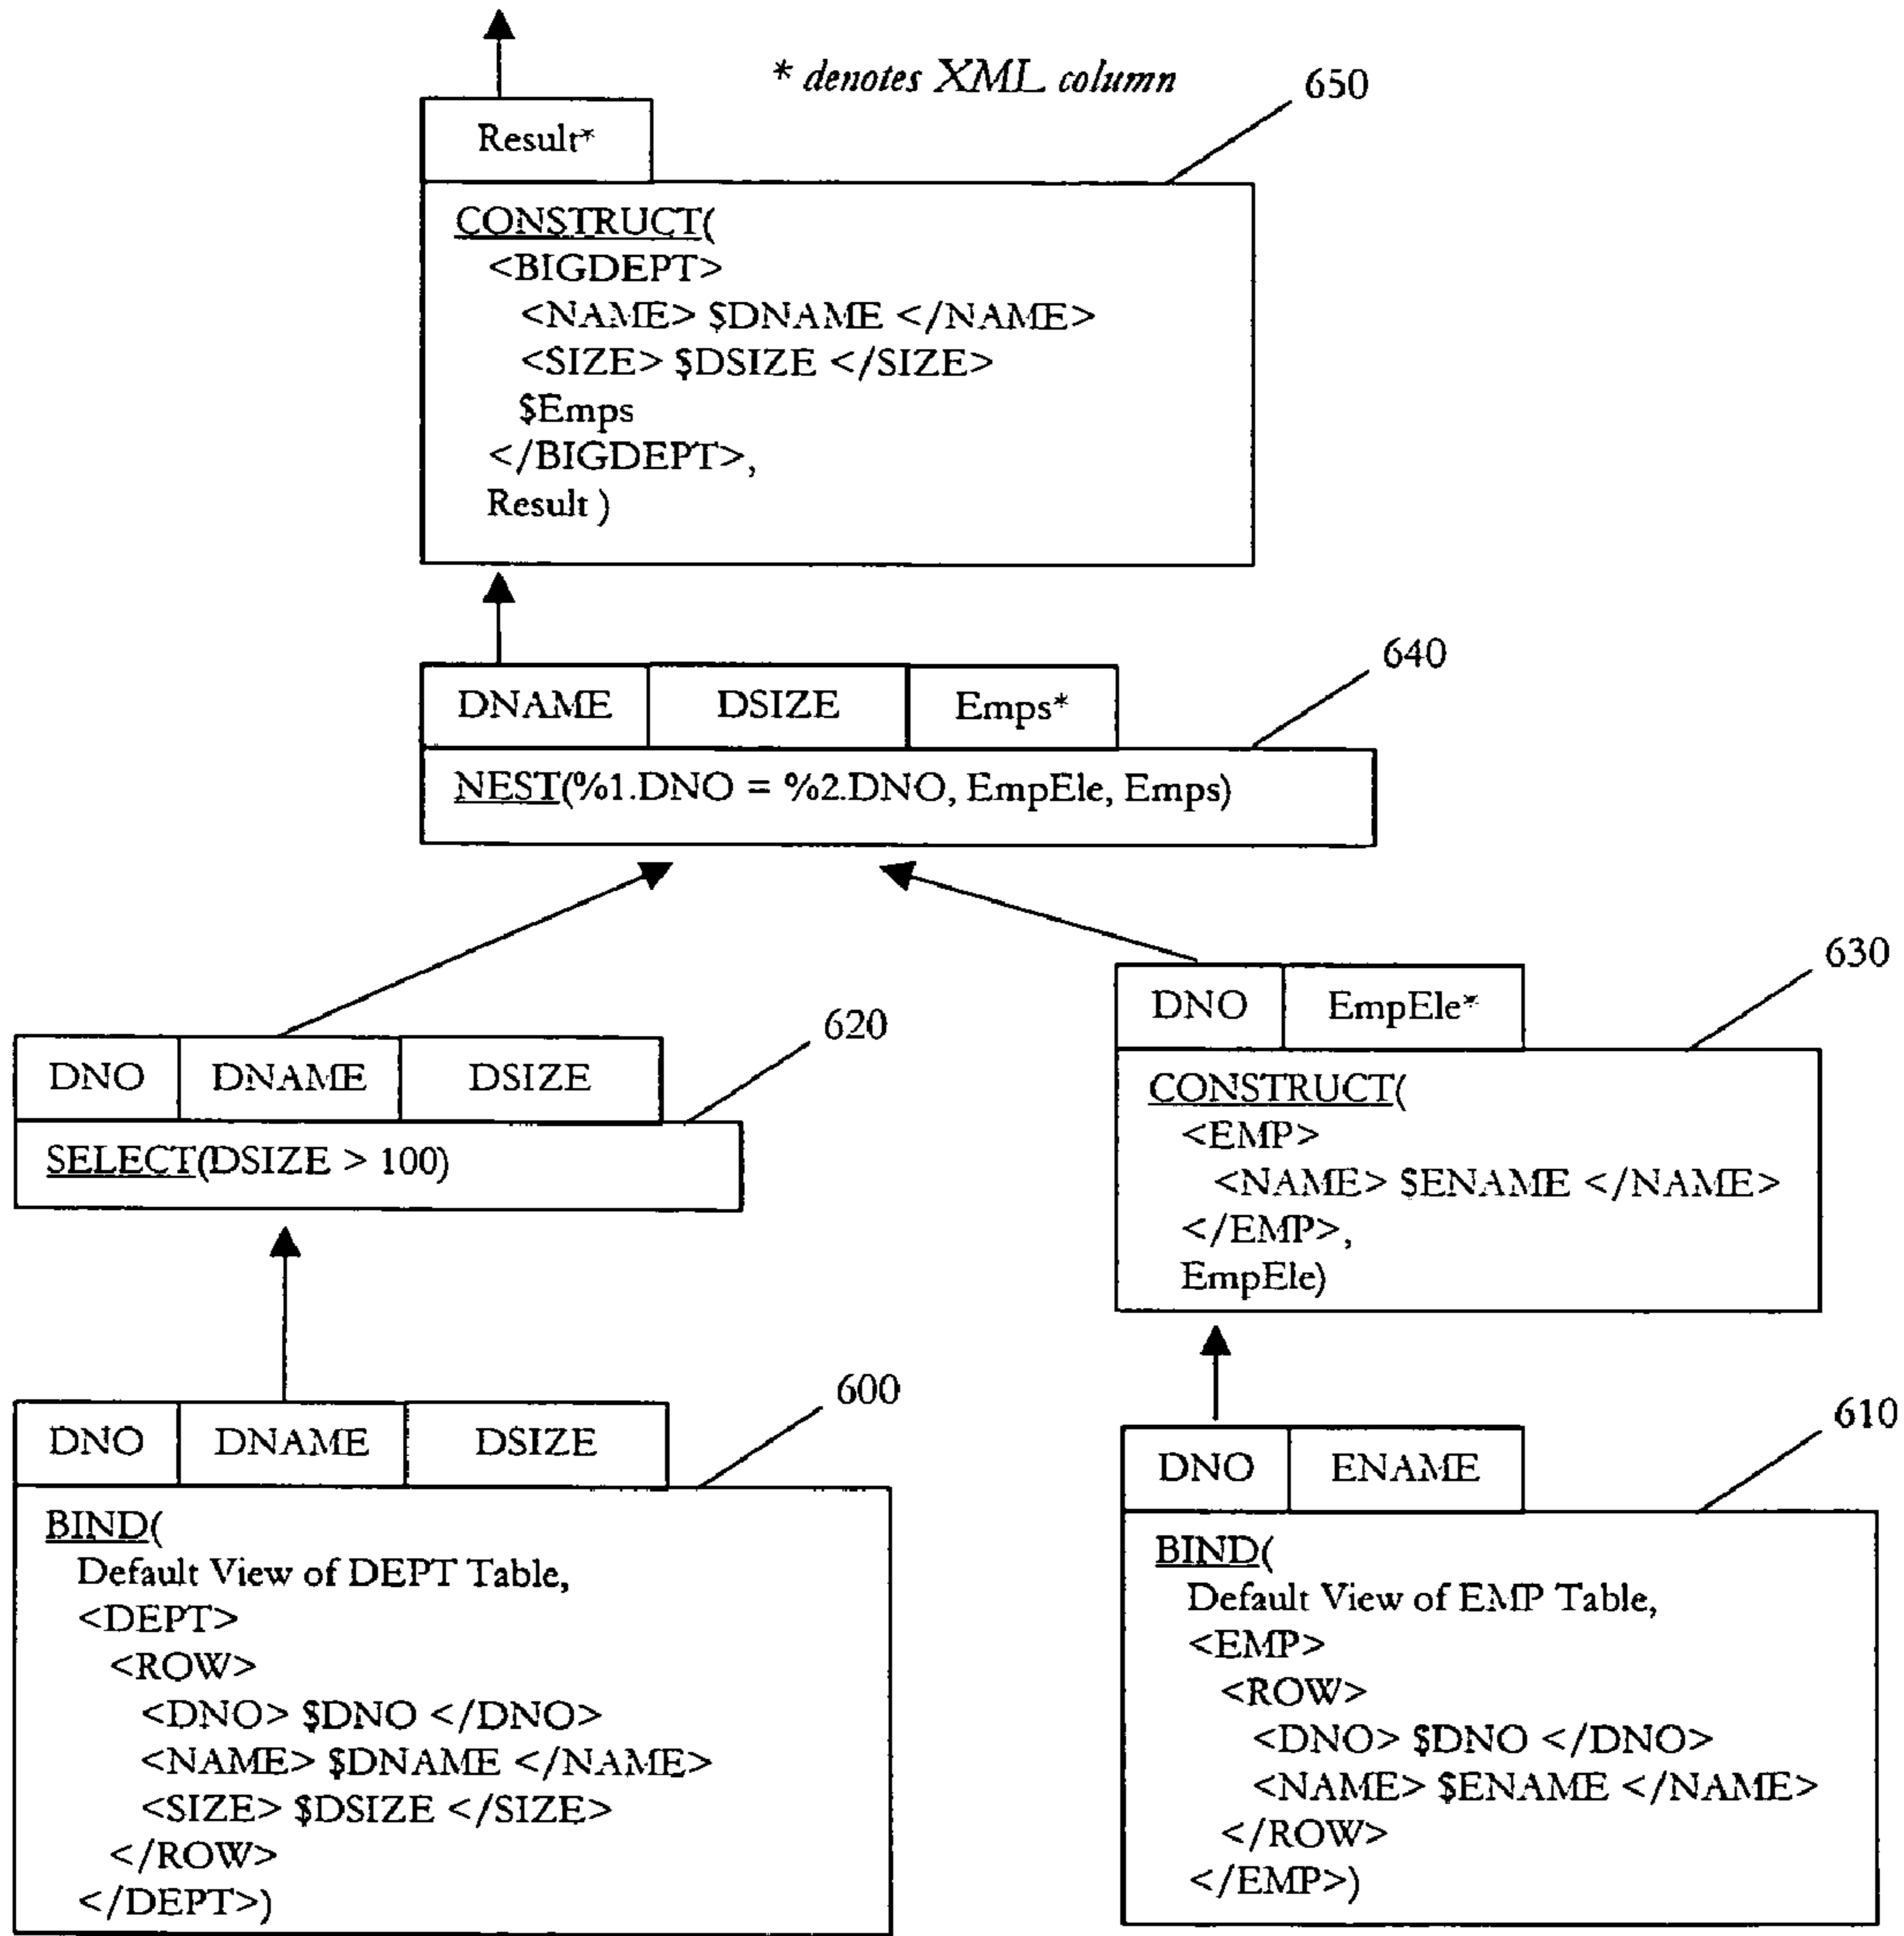 * denotes XML column
650
Result*
CONSTRUCT(
<BIGDEPT>
<NAME> $DNAME </NAME>
<SIZE> $DSIZE </SIZE>
$Emps
</BIGDEPT>,
Result )
640
DNAME DSIZE Emps*
NEST(%1.DNO = %2.DNO, EmpEle, Emps)
620
DNO DNAME DSIZE
SELECT(DSIZE > 100)
630
DNO EmpEle*
CONSTRUCT(
<EMP>
<NAME> $ENAME </NAME>
</EMP>,
EmpEle)
600
DNO DNAME DSIZE
BIND(
Default View of DEPT Table,
<DEPT>
<ROW>
<DNO> $DNO </DNO>
<NAME> $DNAME </NAME>
<SIZE> $DSIZE </SIZE>
</ROW>
</DEPT>)
610
DNO ENAME
BIND(
Default View of EMP Table,
<EMP>
<ROW>
<DNO> $DNO </DNO>
<NAME> $ENAME </NAME>
</ROW>
</EMP>)